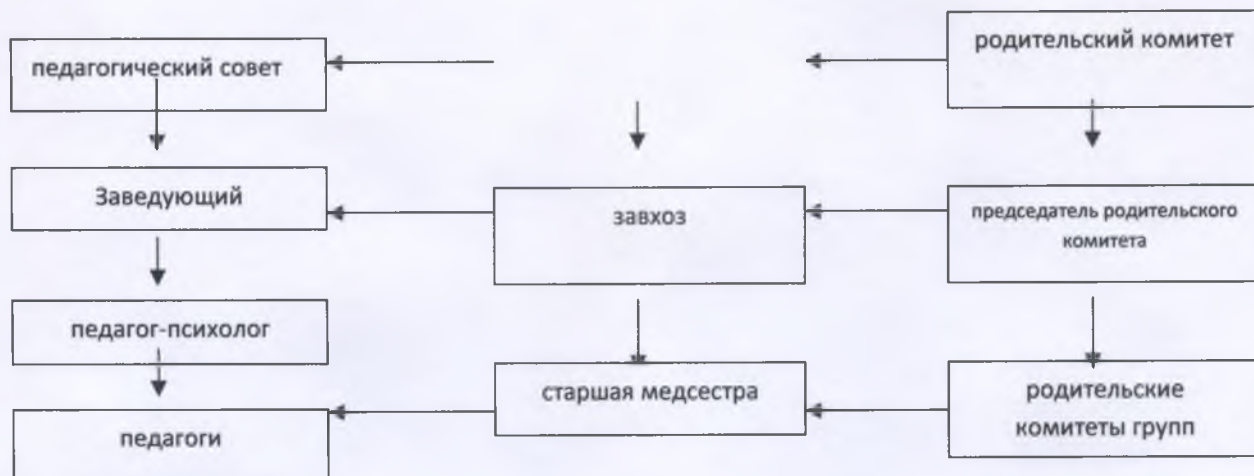 педагогический совет
родительский комитет
Заведующий
завхоз
председатель родительского
комитета
педагог-психолог
старшая медсестра
родительские
комитеты групп
педагоги